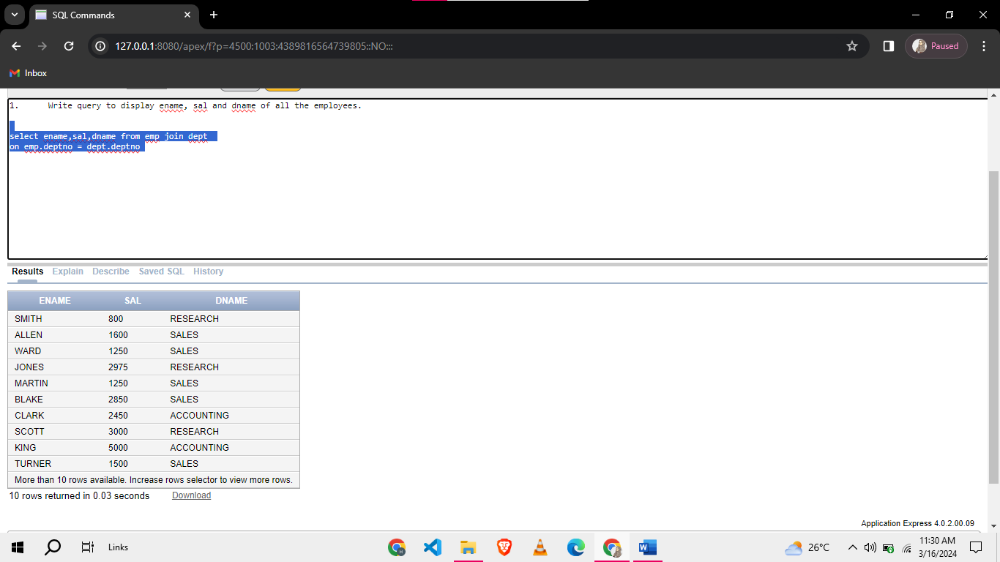 SQL Commands
127.0.0.1:8080/apex/f?p=4500:1003:4389816564739805::NO:::
Paused
Inbox
1. Write query to display ename, sal and dname of all the employees.
select ename,sal,dname from emp join dept
on emp.deptno = dept.deptno
Results Explain Describe Saved SQL History
ENAME SAL DNAME
SMITH 800 RESEARCH
ALLEN 1600 SALES
WARD 1250 SALES
JONES 2975 RESEARCH
MARTIN 1250 SALES
BLAKE 2850 SALES
CLARK 2450 ACCOUNTING
SCOTT 3000 RESEARCH
KING 5000 ACCOUNTING
TURNER 1500 SALES
More than 10 rows available. Increase rows selector to view more rows.
10 rows returned in 0.03 seconds Download
Application Express 4.0.2.00.09
Links 26°C 11:30 AM
3/16/2024